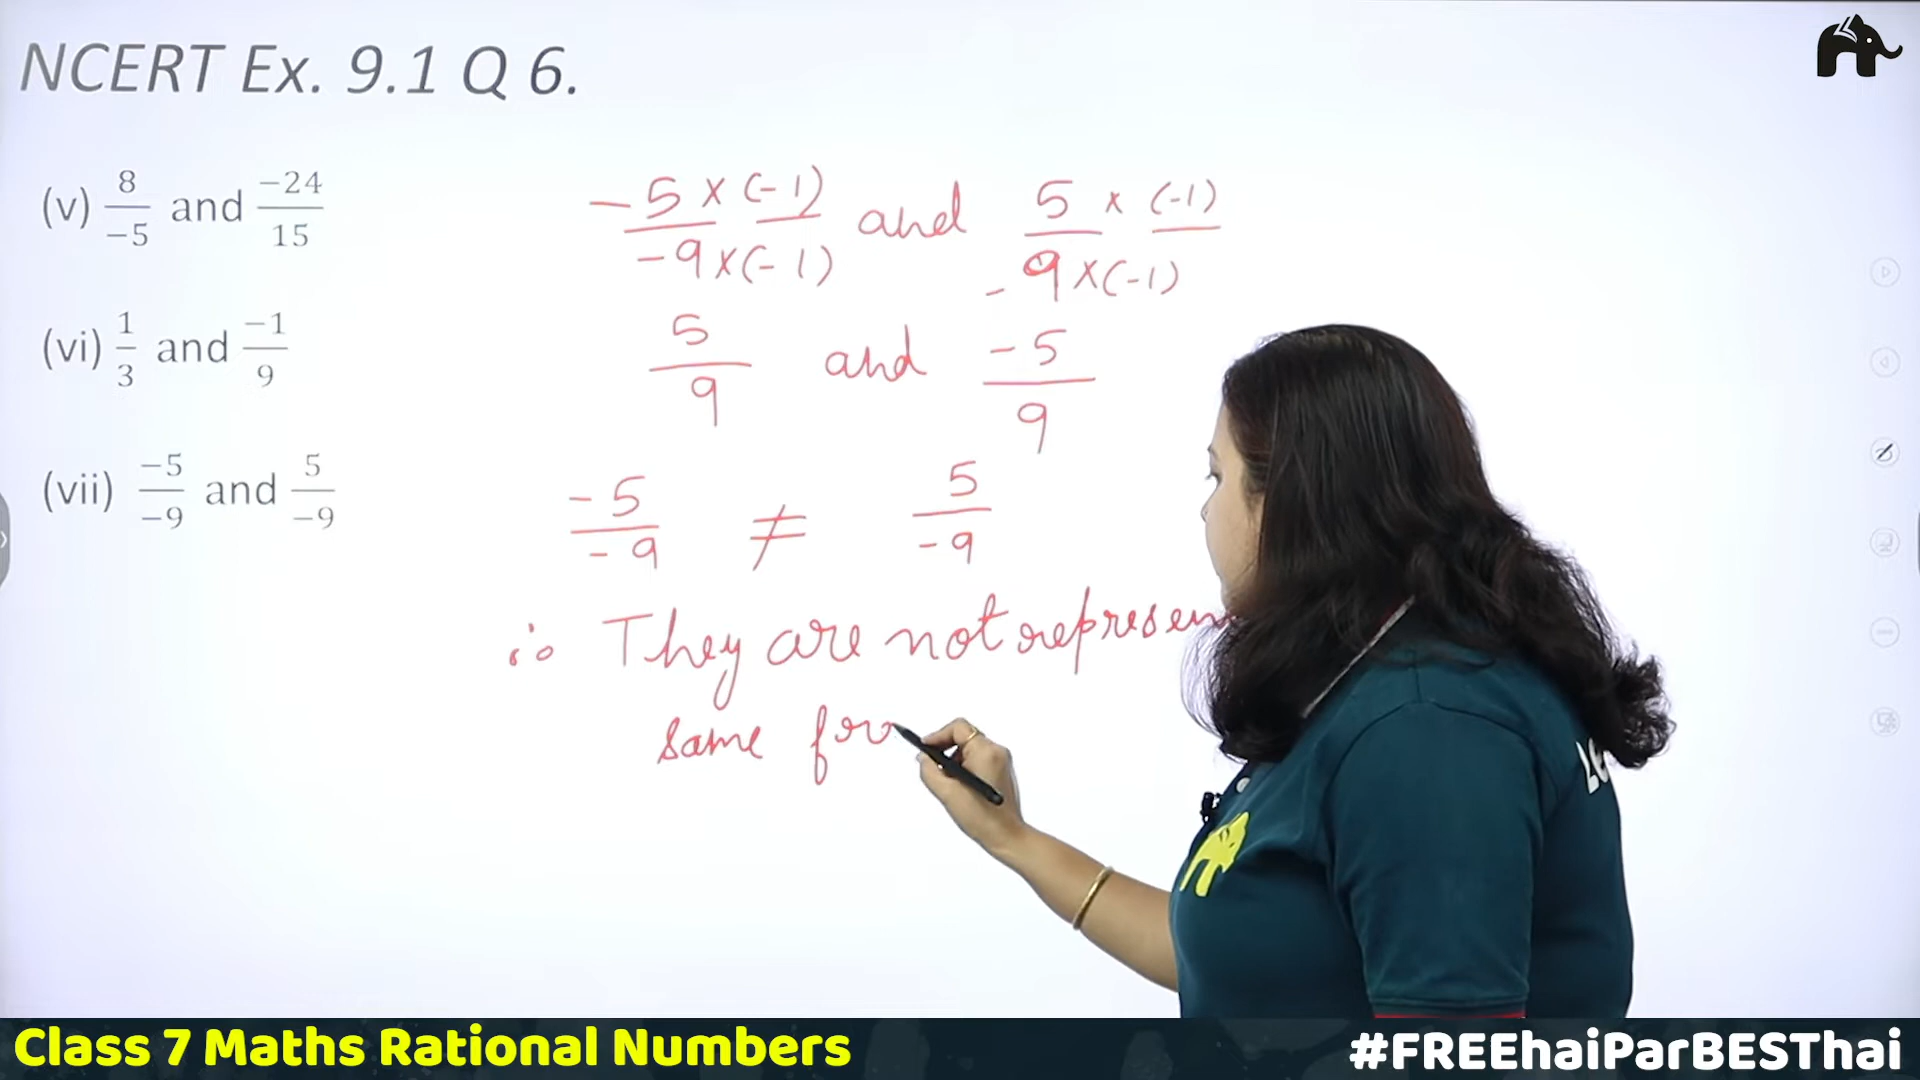 NCERT Ex. 9.1 Q 6.
(v) 8/-5 and -24/15
(vi) 1/3 and -1/9
(vii) -5/-9 and 5/-9
-5 × (-1) / -9 × (-1) and 5 × (-1) / -9 × (-1)
5/9 and -5/9
-5/-9 ≠ 5/-9
∴ They are not represen
same for
Class 7 Maths Rational Numbers
#FREEhaiParBESThai